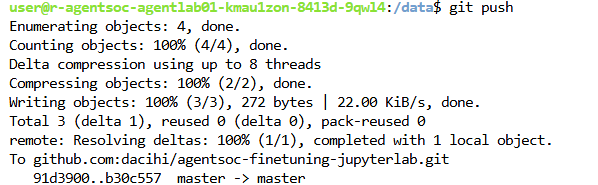 user@r-agentsoc-agentlab01-kmau1zon-8413d-9qwl4:/data$ git push
Enumerating objects: 4, done.
Counting objects: 100% (4/4), done.
Delta compression using up to 8 threads
Compressing objects: 100% (2/2), done.
Writing objects: 100% (3/3), 272 bytes | 22.00 KiB/s, done.
Total 3 (delta 1), reused 0 (delta 0), pack-reused 0
remote: Resolving deltas: 100% (1/1), completed with 1 local object.
To github.com:dacihi/agentsoc-finetuning-jupyterlab.git
   91d3900..b30c557  master -> master